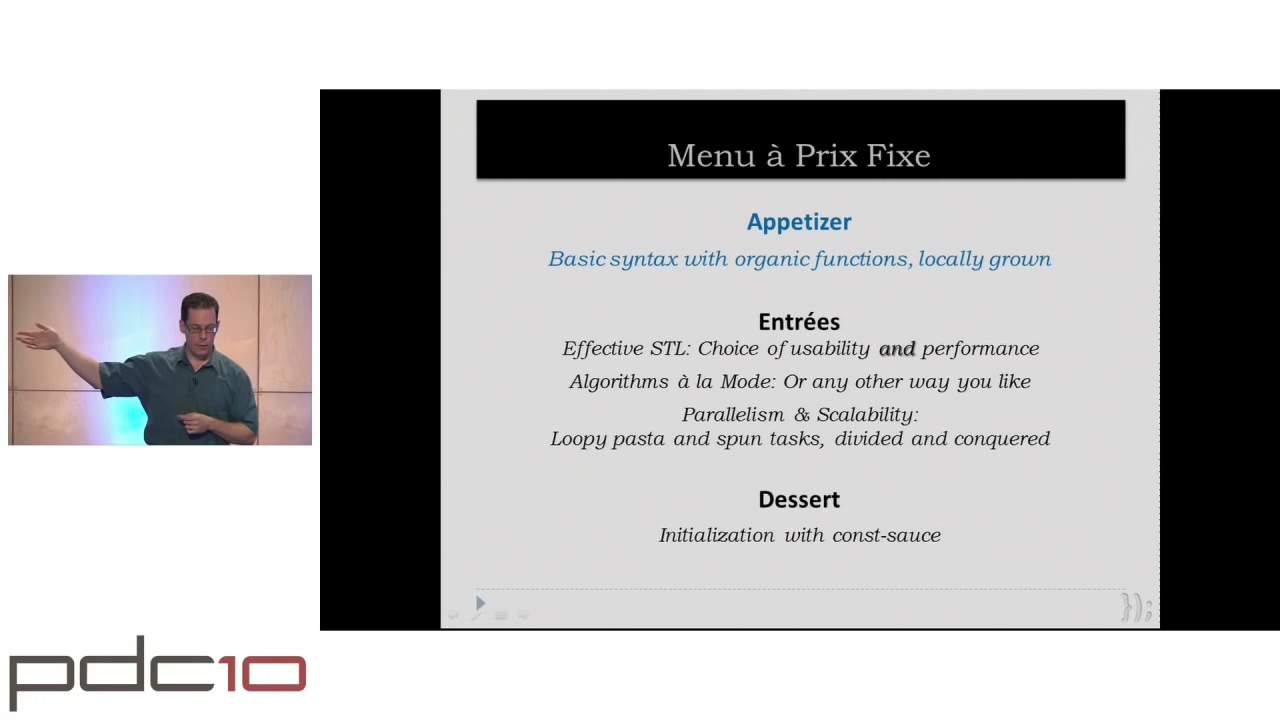 Menu à Prix Fixe
Appetizer
Basic syntax with organic functions, locally grown
Entrées
Effective STL: Choice of usability and performance
Algorithms à la Mode: Or any other way you like
Parallelism & Scalability:
Loopy pasta and spun tasks, divided and conquered
Dessert
Initialization with const-sauce
});
pdc10